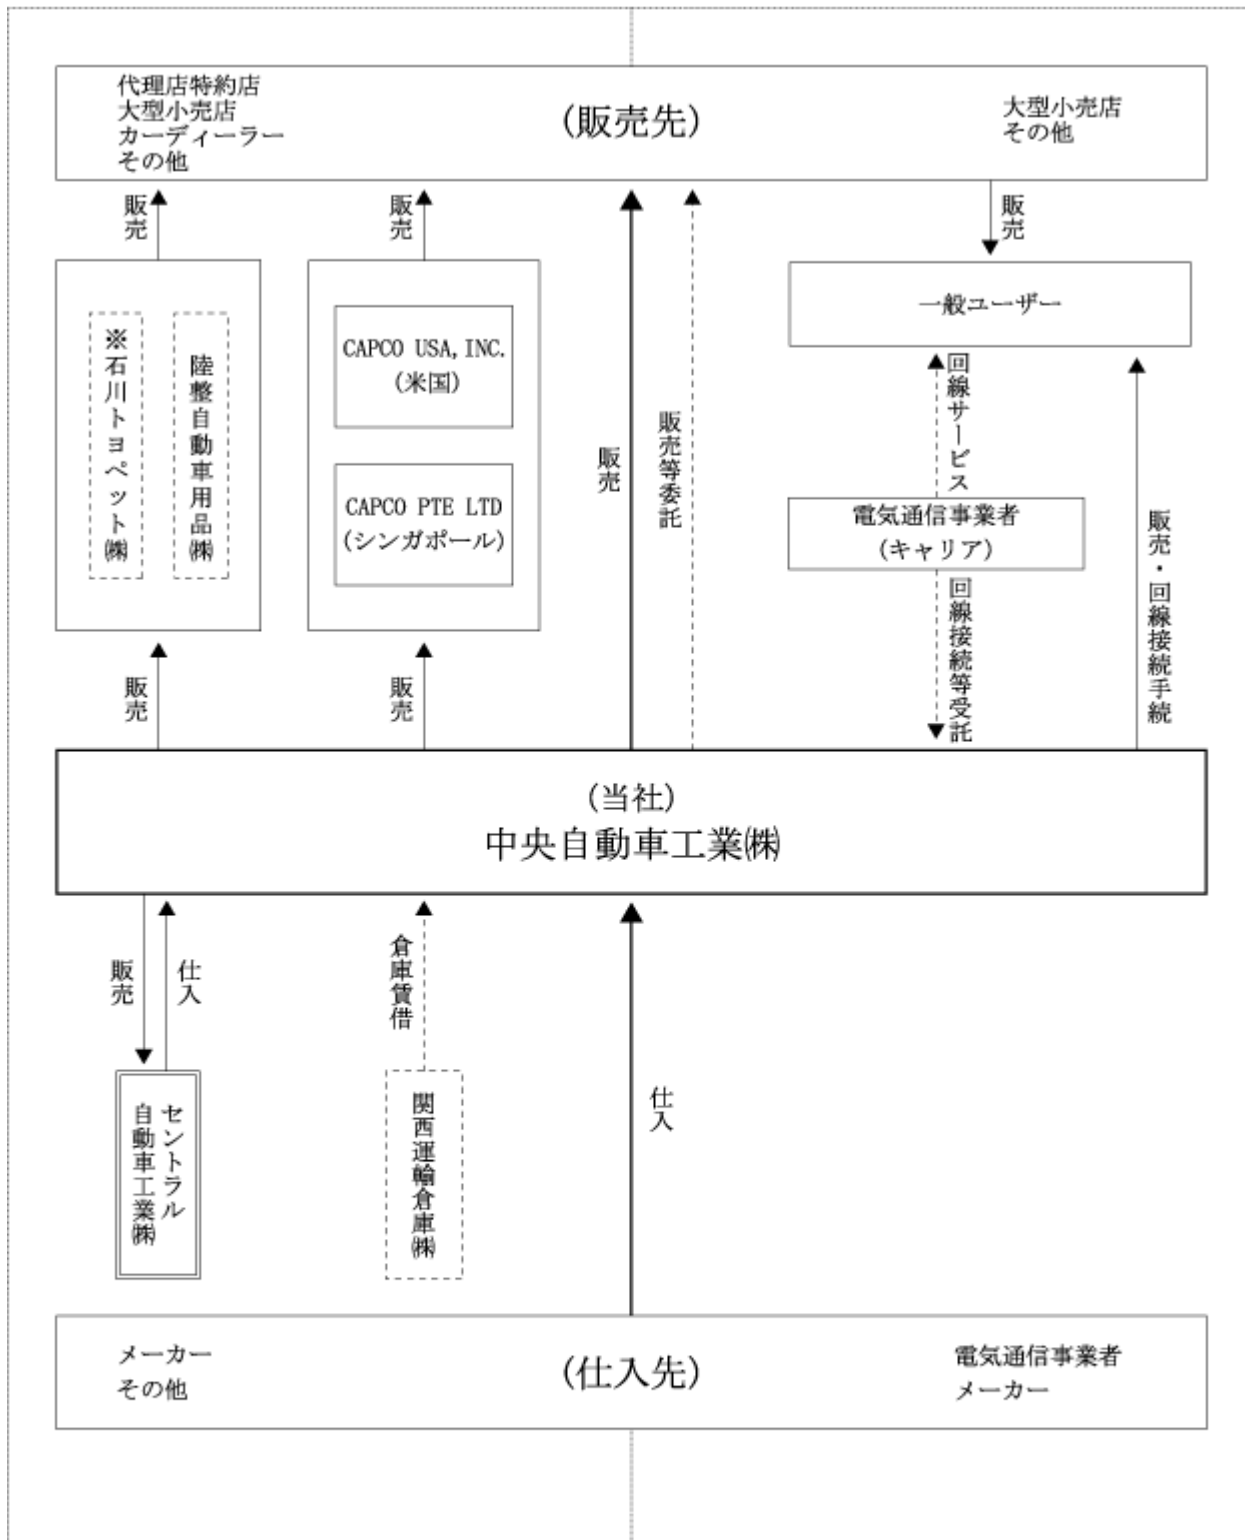 代理店特約店
大型小売店
カーディーラー
その他
(販売先)
大型小売店
その他
販売
販売
販売
一般ユーザー
※石川トヨペット㈱
陸整自動車用品㈱
CAPCO USA,INC.
(米国)
CAPCO PTE LTD
(シンガポール)
販売
販売等委託
回線サービス
電気通信事業者
(キャリア)
回線接続等受託
販売・回線接続手続
販売
販売
(当社)
中央自動車工業㈱
販売
仕入
倉庫賃借
仕入
セントラル
自動車工業㈱
関西運輸倉庫㈱
メーカー
その他
(仕入先)
電気通信事業者
メーカー